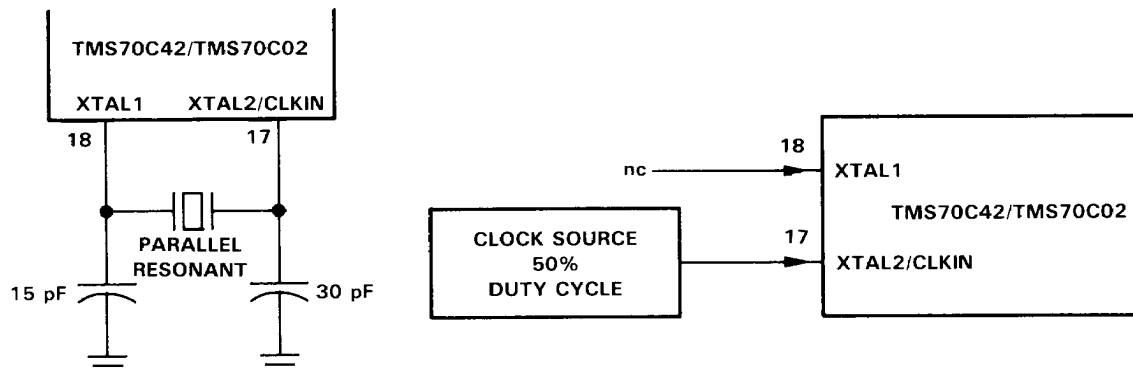 TMS70C42/TMS70C02
XTAL1 XTAL2/CLKIN
18 17
PARALLEL
RESONANT
15 pF 30 pF
nc
18
XTAL1
TMS70C42/TMS70C02
CLOCK SOURCE
50%
DUTY CYCLE
17
XTAL2/CLKIN